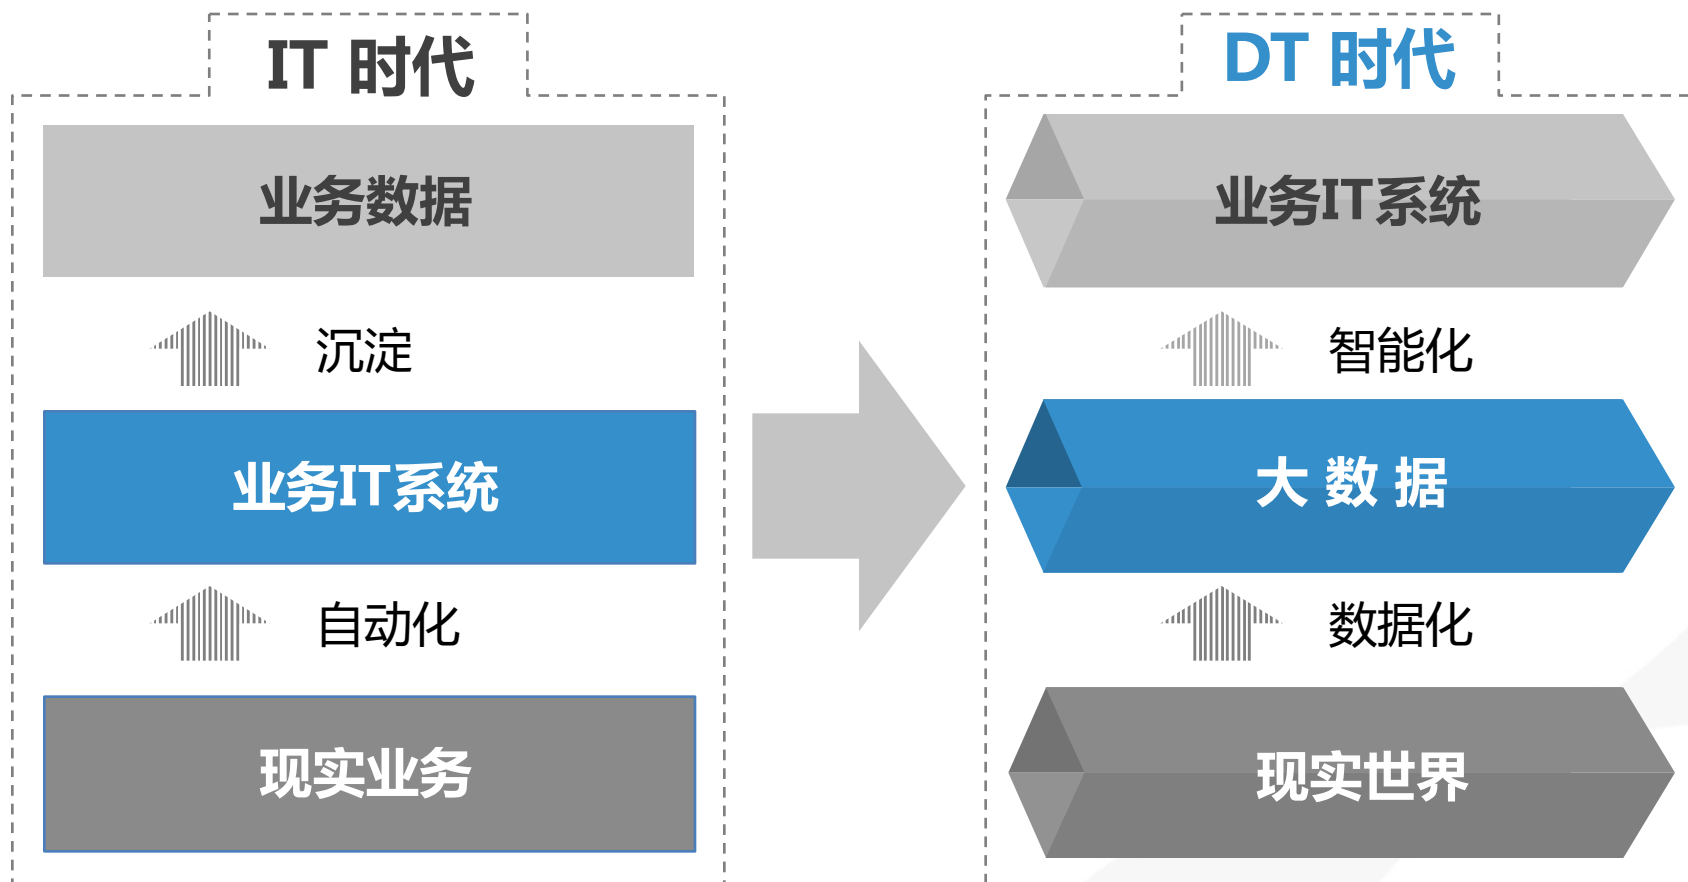 IT 时代
业务数据
沉淀
业务IT系统
自动化
现实业务
DT 时代
业务IT系统
智能化
大 数 据
数据化
现实世界